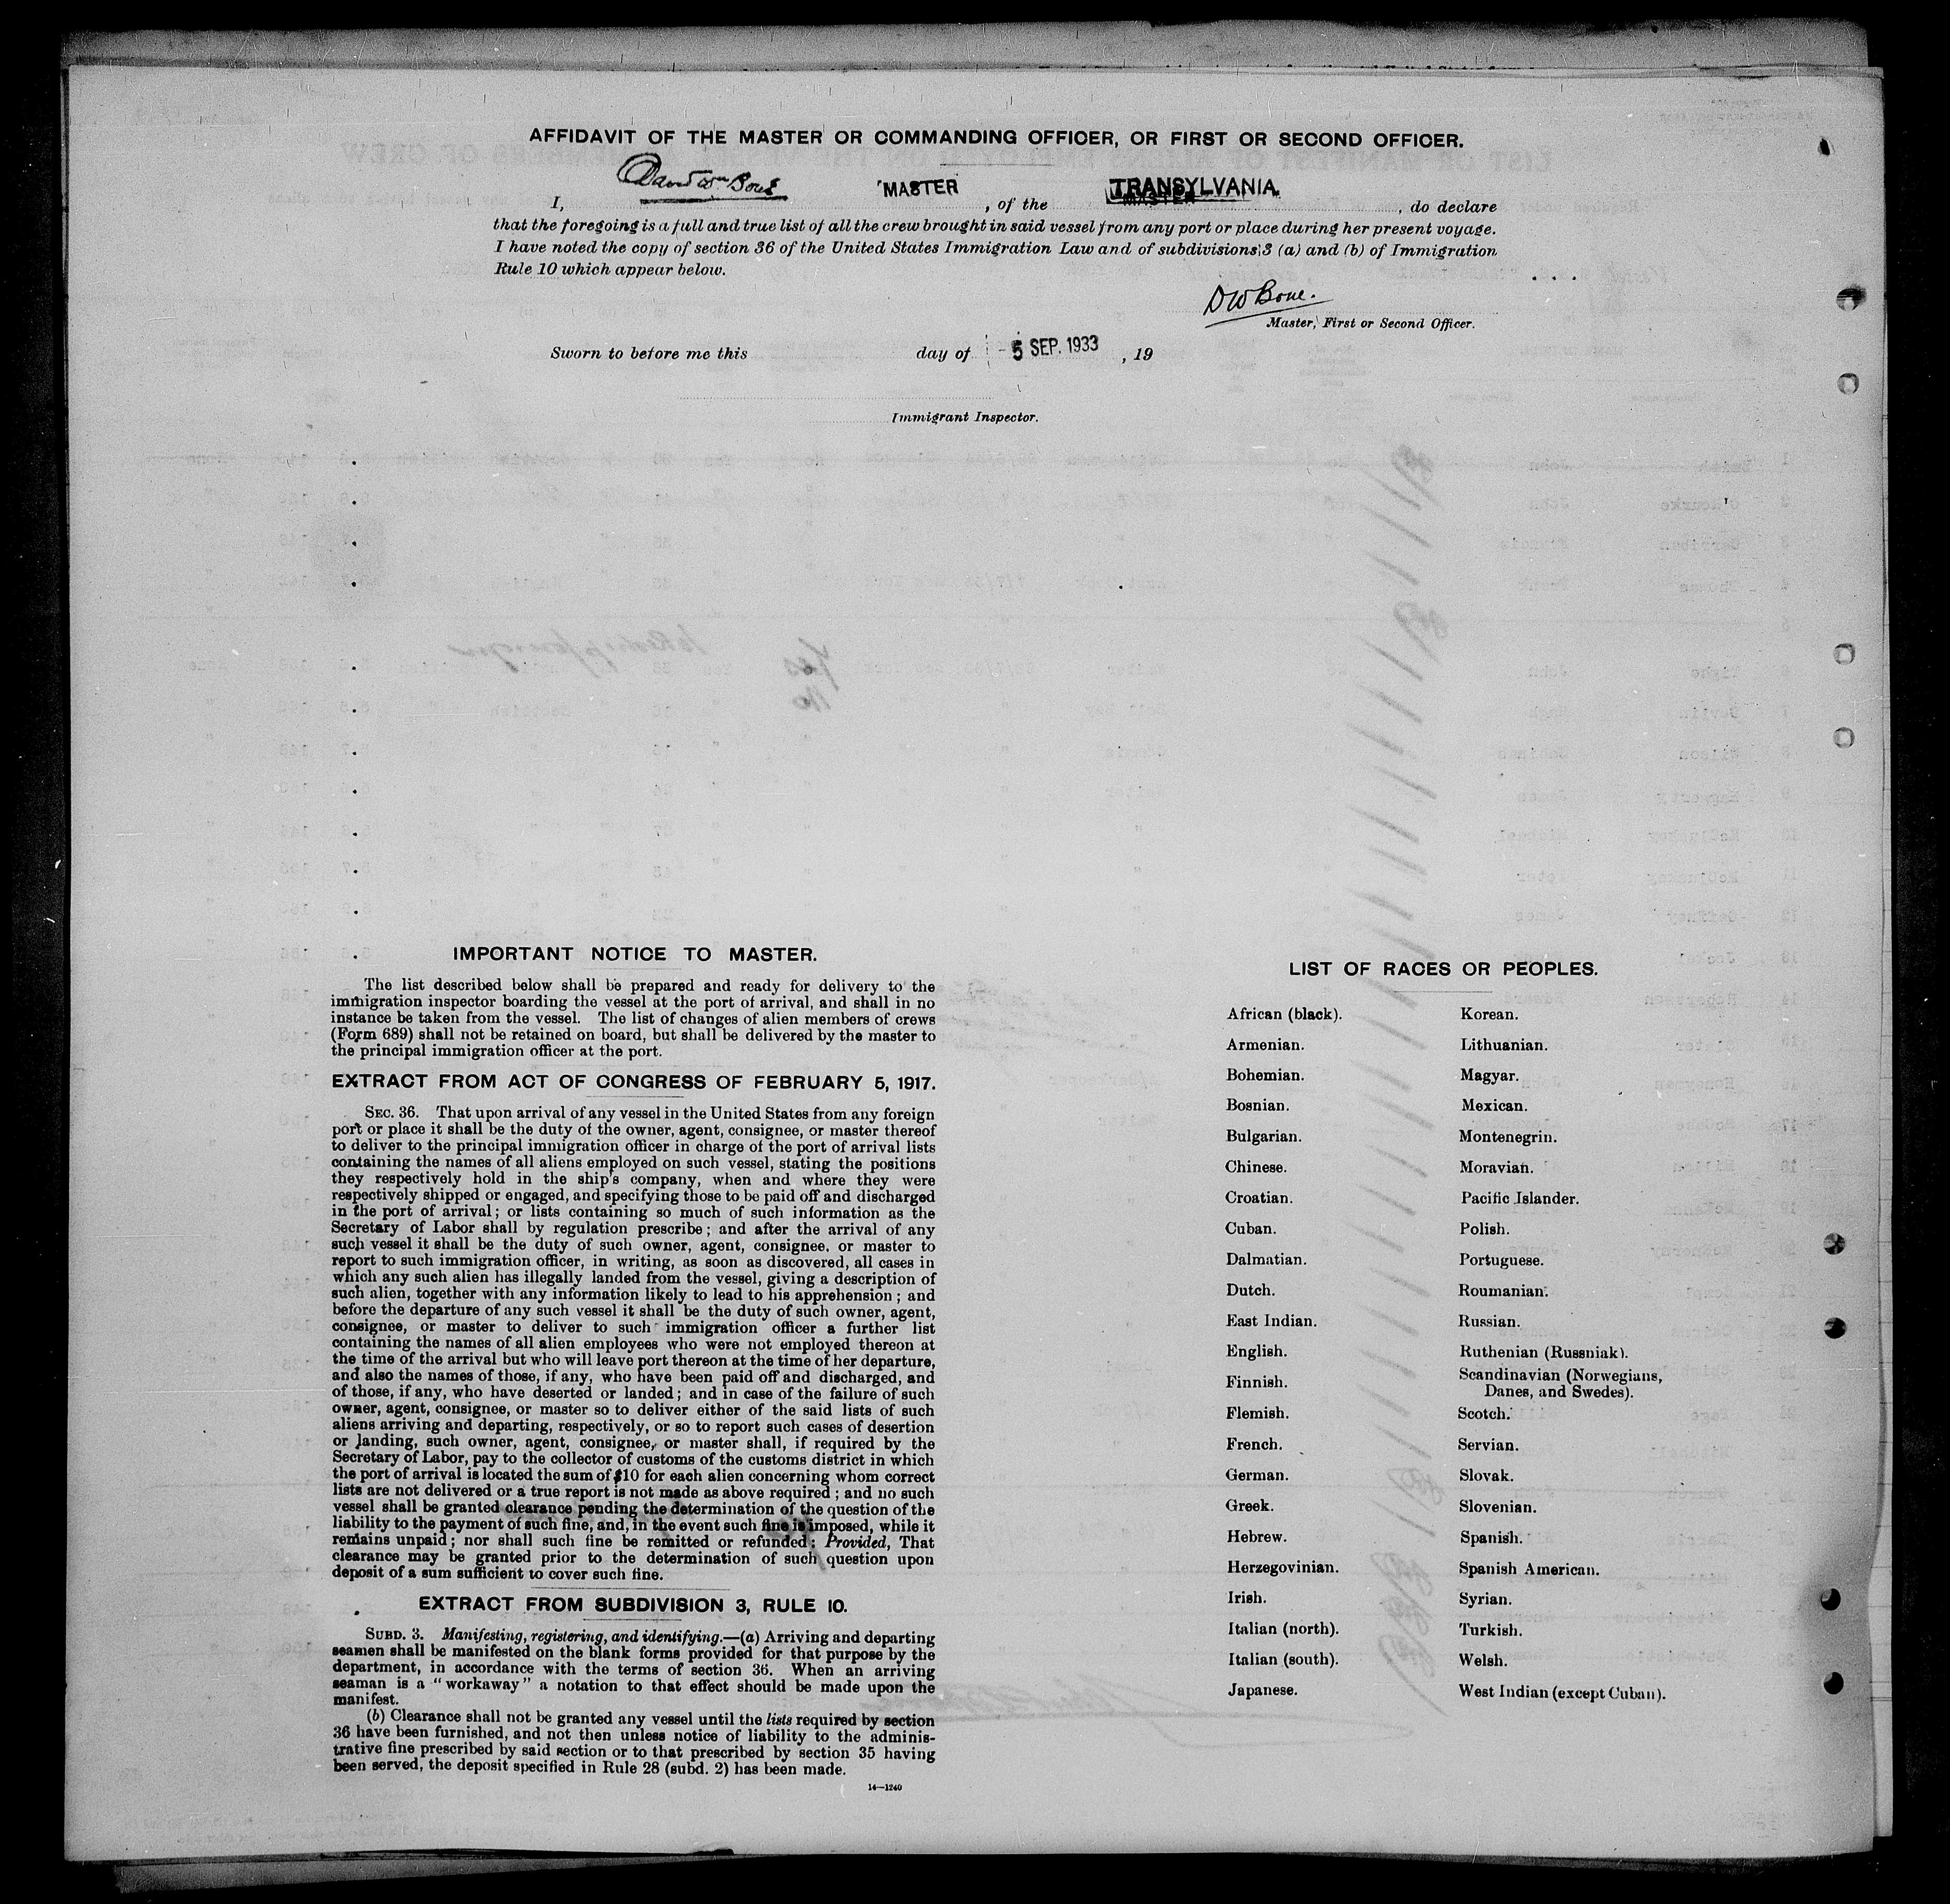 AFFIDAVIT OF THE MASTER OR COMMANDING OFFICER, OR FIRST OR SECOND OFFICER.
I, David Wm Bone MASTER, of the TRANSYLVANIA MASTER, do declare
that the foregoing is a full and true list of all the crew brought in said vessel from any port or place during her present voyage.
I have noted the copy of section 36 of the United States Immigration Law and of subdivisions 3 (a) and (b) of Immigration
Rule 10 which appear below.
DW Bone.
Master, First or Second Officer.
Sworn to before me this day of -5 SEP. 1933, 19
Immigrant Inspector.
IMPORTANT NOTICE TO MASTER.
The list described below shall be prepared and ready for delivery to the
immigration inspector boarding the vessel at the port of arrival, and shall in no
instance be taken from the vessel. The list of changes of alien members of crews
(Form 689) shall not be retained on board, but shall be delivered by the master to
the principal immigration officer at the port.
EXTRACT FROM ACT OF CONGRESS OF FEBRUARY 5, 1917.
SEC. 36. That upon arrival of any vessel in the United States from any foreign
port or place it shall be the duty of the owner, agent, consignee, or master thereof
to deliver to the principal immigration officer in charge of the port of arrival lists
containing the names of all aliens employed on such vessel, stating the positions
they respectively hold in the ship's company, when and where they were
respectively shipped or engaged, and specifying those to be paid off and discharged
in the port of arrival; or lists containing so much of such information as the
Secretary of Labor shall by regulation prescribe; and after the arrival of any
such vessel it shall be the duty of such owner, agent, consignee, or master to
report to such immigration officer, in writing, as soon as discovered, all cases in
which any such alien has illegally landed from the vessel, giving a description of
such alien, together with any information likely to lead to his apprehension; and
before the departure of any such vessel it shall be the duty of such owner, agent,
consignee, or master to deliver to such immigration officer a further list
containing the names of all alien employees who were not employed thereon at
the time of the arrival but who will leave port thereon at the time of her departure,
and also the names of those, if any, who have been paid off and discharged, and
of those, if any, who have deserted or landed; and in case of the failure of such
owner, agent, consignee, or master so to deliver either of the said lists of such
aliens arriving and departing, respectively, or so to report such cases of desertion
or landing, such owner, agent, consignee, or master shall, if required by the
Secretary of Labor, pay to the collector of customs of the customs district in which
the port of arrival is located the sum of $10 for each alien concerning whom correct
lists are not delivered or a true report is not made as above required; and no such
vessel shall be granted clearance pending the determination of the question of the
liability to the payment of such fine, and, in the event such fine is imposed, while it
remains unpaid; nor shall such fine be remitted or refunded: Provided, That
clearance may be granted prior to the determination of such question upon
deposit of a sum sufficient to cover such fine.
EXTRACT FROM SUBDIVISION 3, RULE 10.
SUBD. 3. Manifesting, registering, and identifying.—(a) Arriving and departing
seamen shall be manifested on the blank forms provided for that purpose by the
department, in accordance with the terms of section 36. When an arriving
seaman is a "workaway" a notation to that effect should be made upon the
manifest.
(b) Clearance shall not be granted any vessel until the lists required by section
36 have been furnished, and not then unless notice of liability to the adminis-
trative fine prescribed by said section or to that prescribed by section 35 having
been served, the deposit specified in Rule 28 (subd. 2) has been made.
14—1240
LIST OF RACES OR PEOPLES.
African (black).
Armenian.
Bohemian.
Bosnian.
Bulgarian.
Chinese.
Croatian.
Cuban.
Dalmatian.
Dutch.
East Indian.
English.
Finnish.
Flemish.
French.
German.
Greek.
Hebrew.
Herzegovinian.
Irish.
Italian (north).
Italian (south).
Japanese.
Korean.
Lithuanian.
Magyar.
Mexican.
Montenegrin.
Moravian.
Pacific Islander.
Polish.
Portuguese.
Roumanian.
Russian.
Ruthenian (Russniak).
Scandinavian (Norwegians,
Danes, and Swedes).
Scotch.
Servian.
Slovak.
Slovenian.
Spanish.
Spanish American.
Syrian.
Turkish.
Welsh.
West Indian (except Cuban).